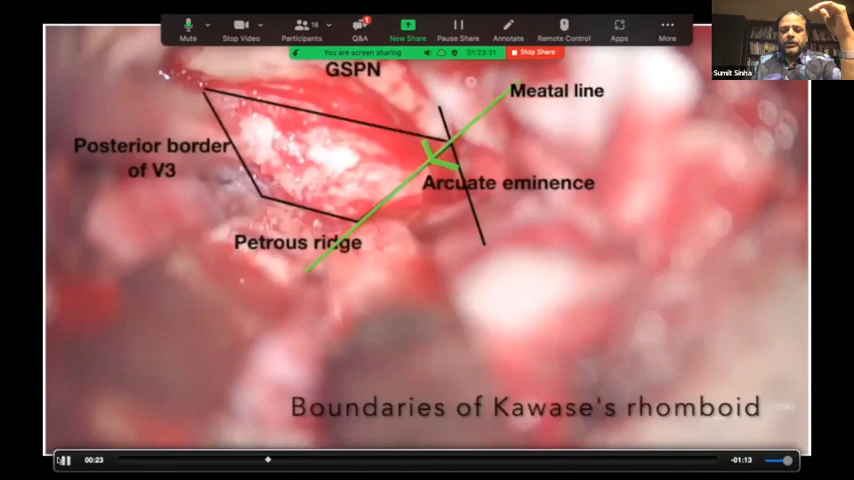 Mute
Stop Video
Participants
18
Q&A
1
New Share
Pause Share
Annotate
Remote Control
Apps
More
You are screen sharing
01:23:31
Stop Share
Sumit Sinha
GSPN
Meatal line
Posterior border
of V3
Arcuate eminence
Petrous ridge
Boundaries of Kawase's rhomboid
00:23
-01:13